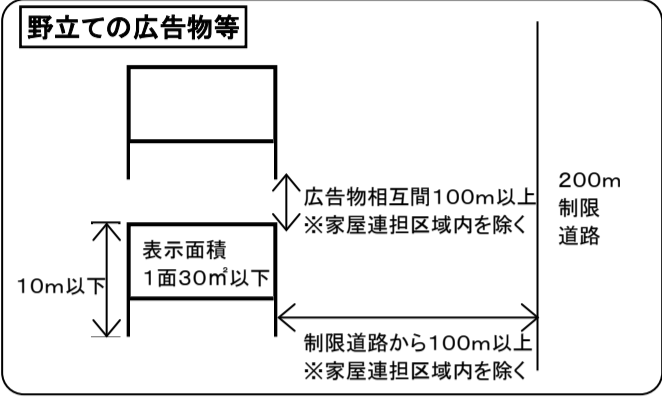 野立ての広告物等
広告物相互間100m以上
※家屋連担区域内を除く
200m
制限
道路
表示面積
1面30㎡以下
10m以下
制限道路から100m以上
※家屋連担区域内を除く